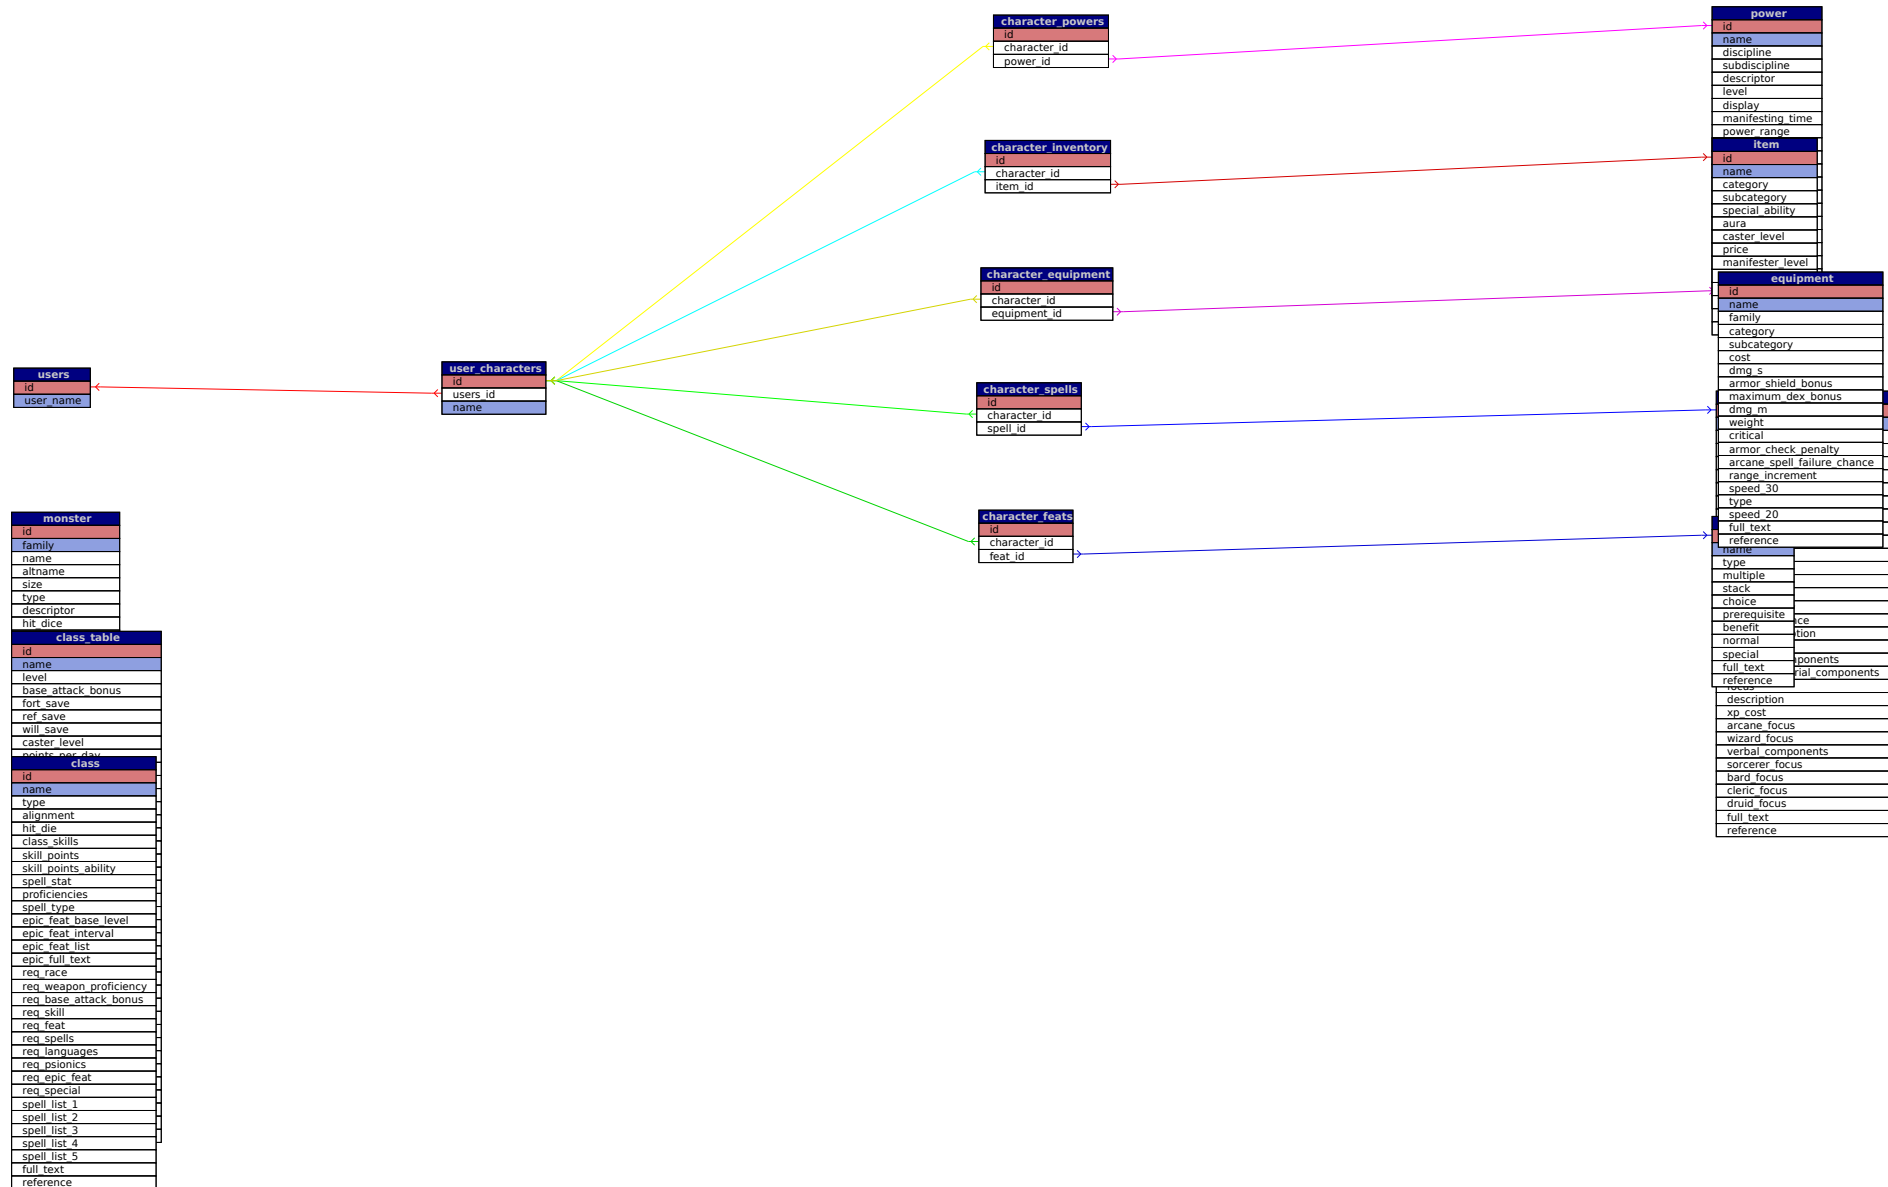 users
id
user_name
monster
id
family
name
altname
size
type
descriptor
hit_dice
class_table
id
name
level
base_attack_bonus
fort_save
ref_save
will_save
caster_level
points_per_day
class
id
name
type
alignment
hit_die
class_skills
skill_points
skill_points_ability
spell_stat
proficiencies
spell_type
epic_feat_base_level
epic_feat_interval
epic_feat_list
epic_full_text
req_race
req_weapon_proficiency
req_base_attack_bonus
req_skill
req_feat
req_spells
req_languages
req_psionics
req_epic_feat
req_special
spell_list_1
spell_list_2
spell_list_3
spell_list_4
spell_list_5
full_text
reference
user_characters
id
users_id
name
character_powers
id
character_id
power_id
character_inventory
id
character_id
item_id
character_equipment
id
character_id
equipment_id
character_spells
id
character_id
spell_id
character_feats
id
character_id
feat_id
power
id
name
discipline
subdiscipline
descriptor
level
display
manifesting_time
power_range
item
id
name
category
subcategory
special_ability
aura
caster_level
price
manifester_level
equipment
id
name
family
category
subcategory
cost
dmg_s
armor_shield_bonus
maximum_dex_bonus
dmg_m
weight
critical
armor_check_penalty
arcane_spell_failure_chance
range_increment
speed_30
type
speed_20
full_text
reference
name
type
multiple
stack
choice
prerequisite
benefit
normal
special
full_text
reference
focus
description
xp_cost
arcane_focus
wizard_focus
verbal_components
sorcerer_focus
bard_focus
cleric_focus
druid_focus
full_text
reference